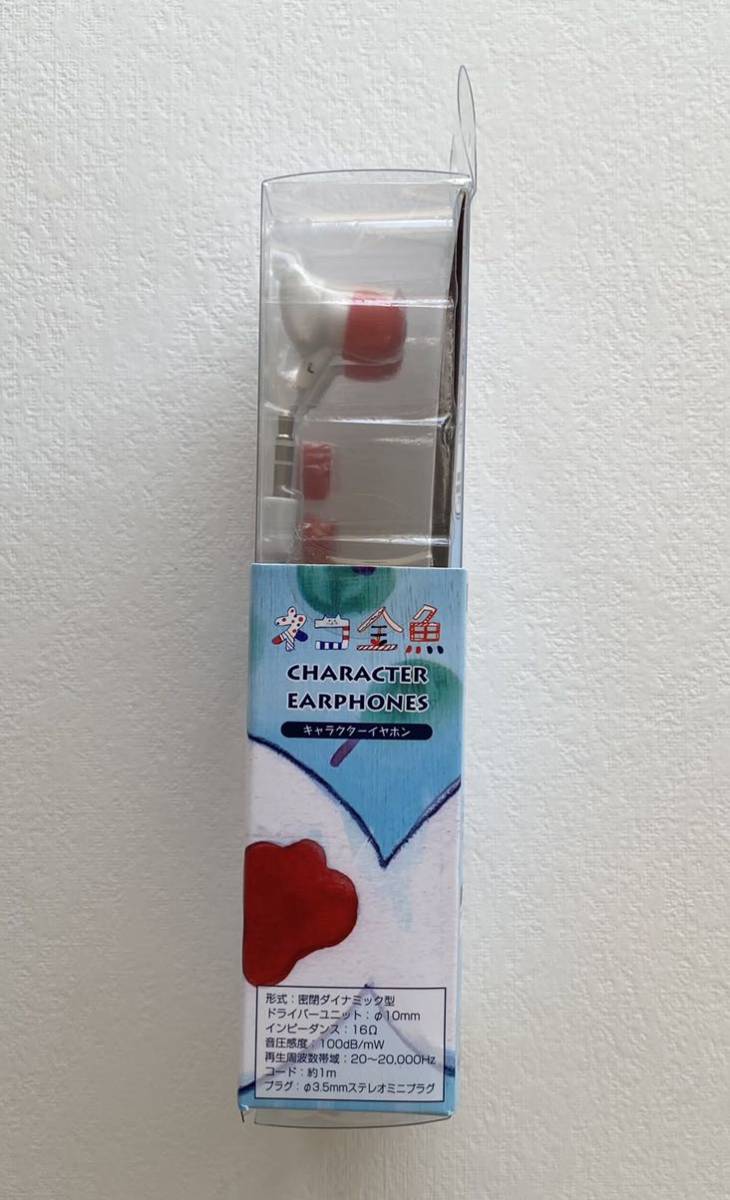 ネコ金魚
CHARACTER
EARPHONES
キャラクターイヤホン
形式：密閉ダイナミック型
ドライバーユニット：φ10mm
インピーダンス：16Ω
音圧感度：100dB/mW
再生周波数帯域：20～20,000Hz
コード：約1m
プラグ：φ3.5mmステレオミニプラグ